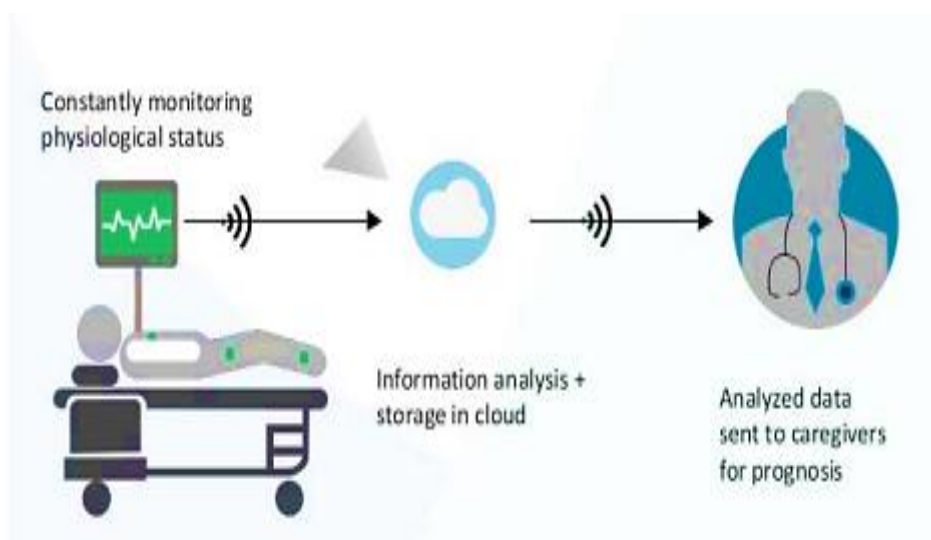 Constantly monitoring
physiological status
Information analysis +
storage in cloud
Analyzed data
sent to caregivers
for prognosis